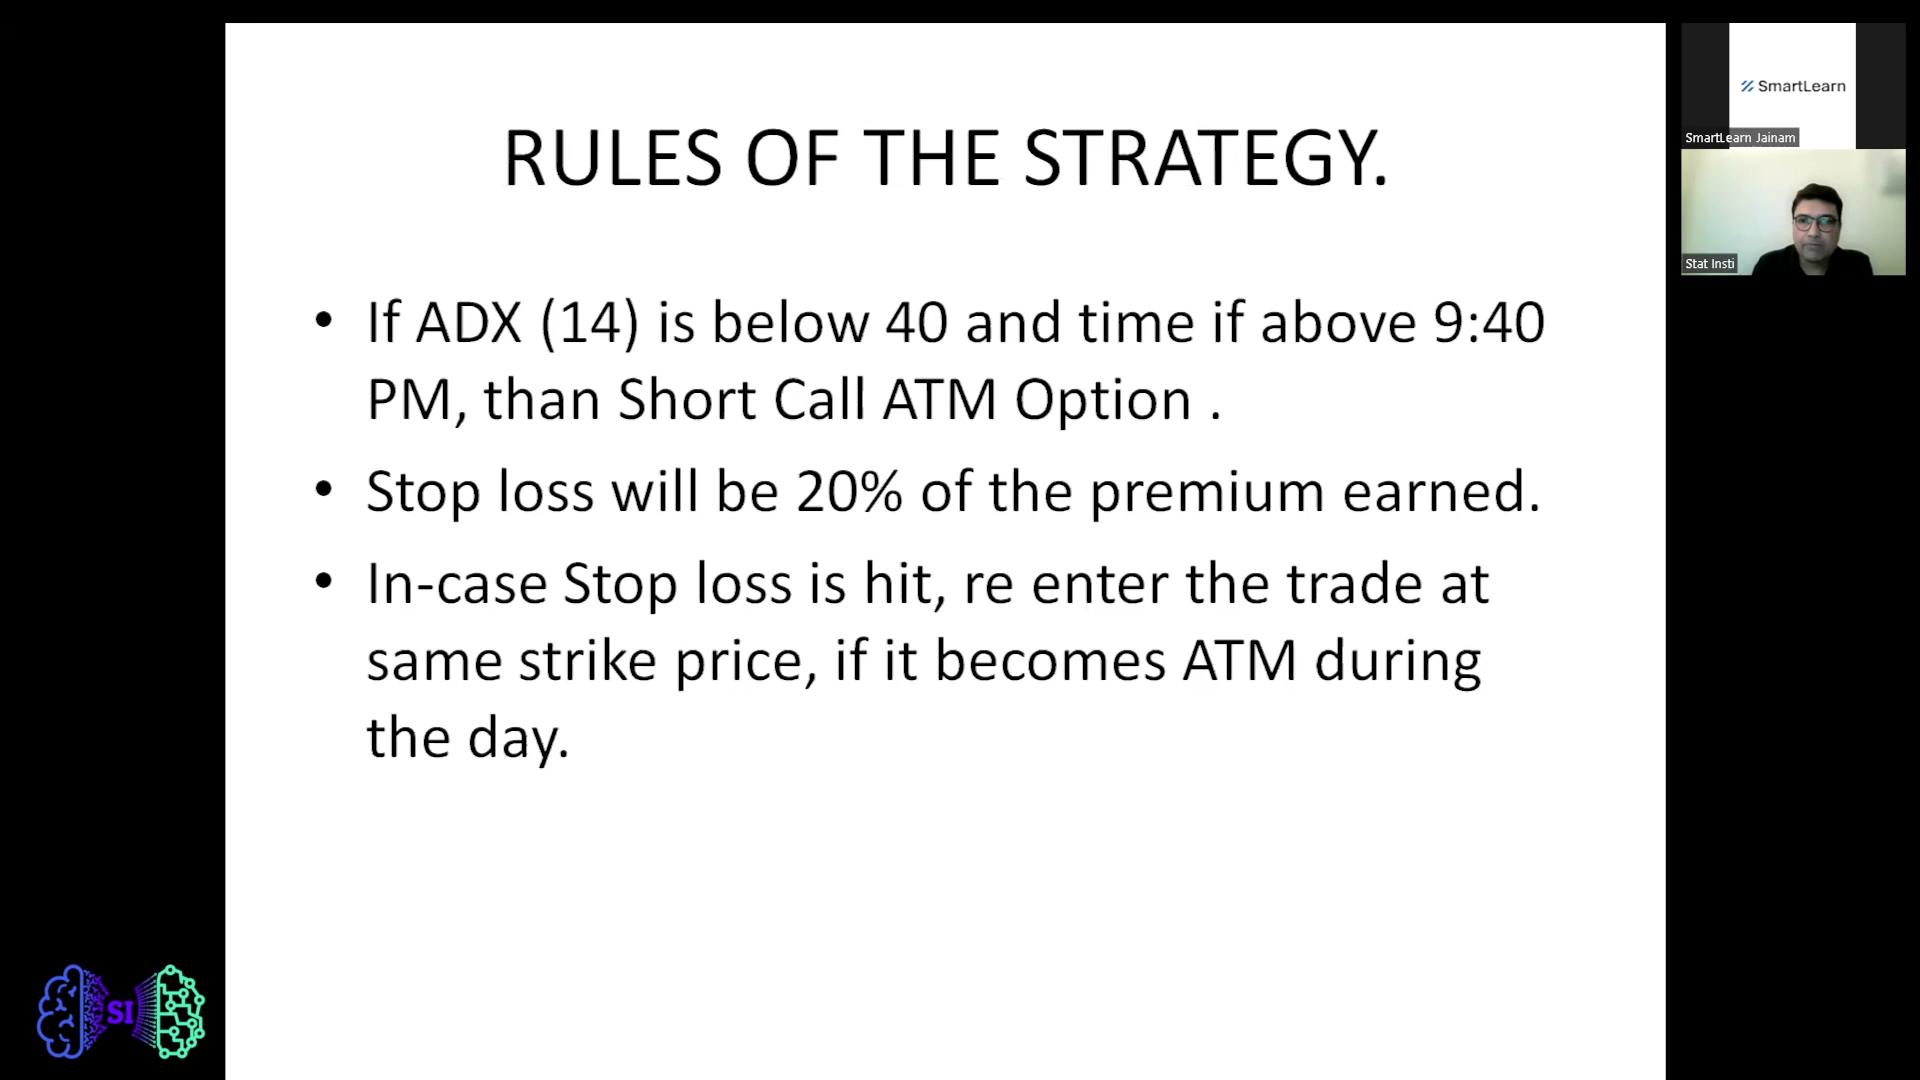 RULES OF THE STRATEGY.
• If ADX (14) is below 40 and time if above 9:40
PM, than Short Call ATM Option .
• Stop loss will be 20% of the premium earned.
• In-case Stop loss is hit, re enter the trade at
same strike price, if it becomes ATM during
the day.
SmartLearn
SmartLearn Jainam
Stat Insti
SI